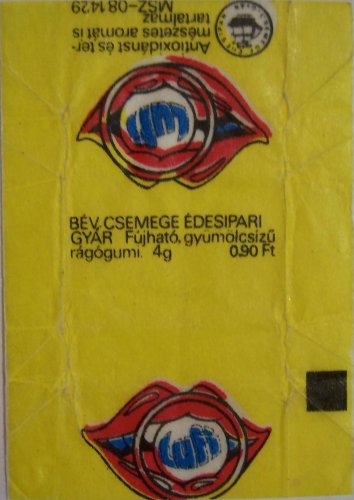 Antioxidánst és ter-
mészetes aromát is
tartalmaz
MSZ-08 1429
Lufi
BÉV. CSEMEGE ÉDESIPARI
GYÁR Fújható, gyümölcsízű
rágógumi. 4g 0,90 Ft
Lufi